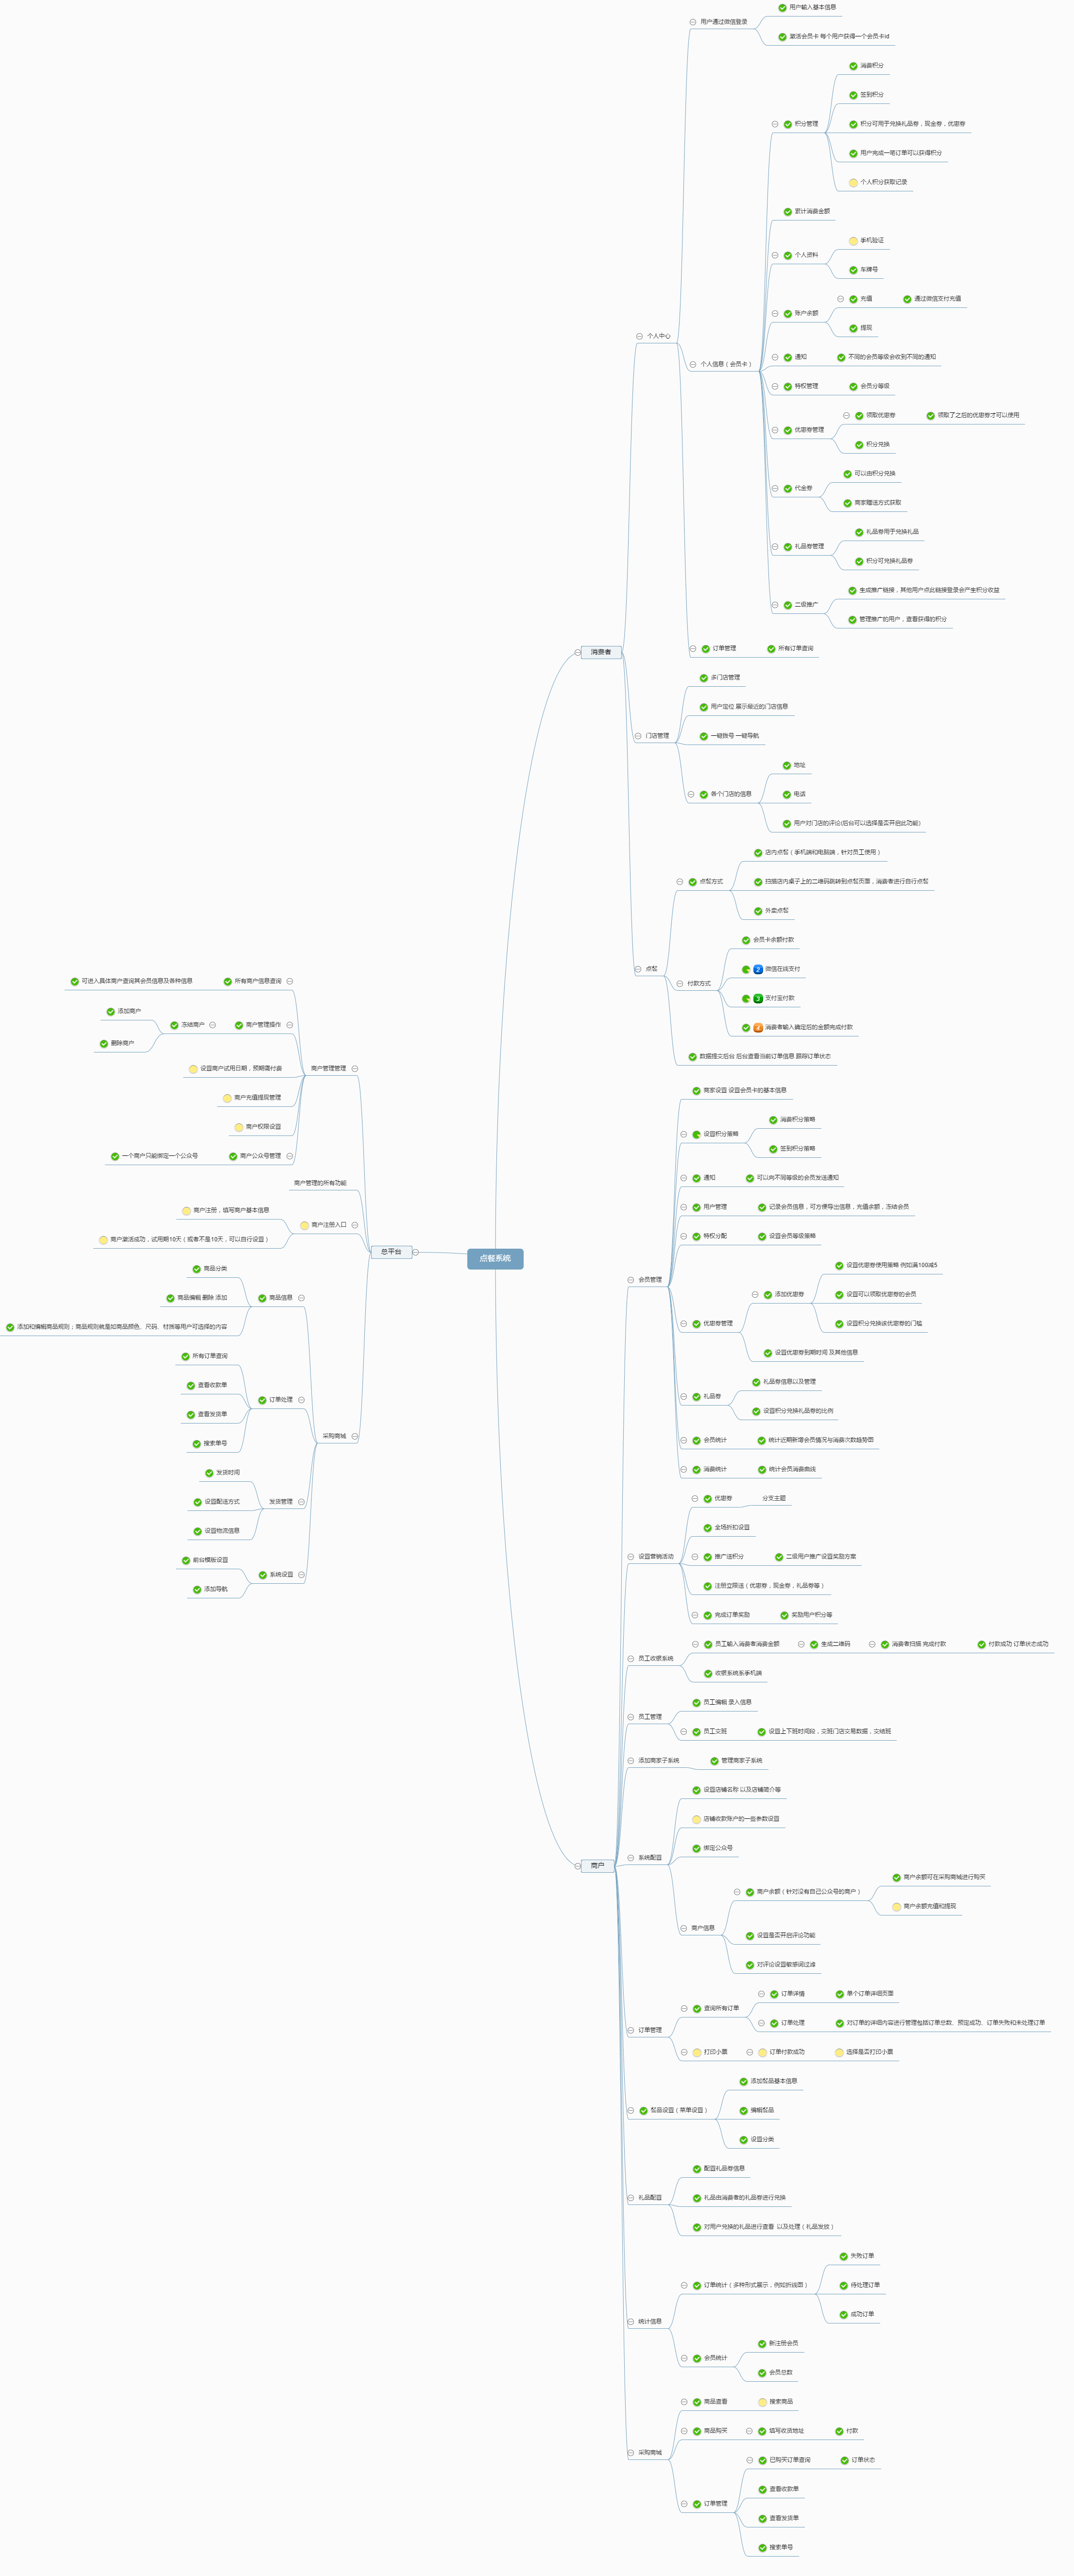 点餐系统
消费者
个人中心
用户通过微信登录
用户输入基本信息
激活会员卡 每个用户获得一个会员卡id
个人信息（会员卡）
积分管理
消费积分
签到积分
积分可用于兑换礼品券，现金券，优惠券
用户完成一笔订单可以获得积分
个人积分获取记录
累计消费金额
个人资料
手机验证
车牌号
账户余额
充值
通过微信支付充值
提现
通知
不同的会员等级会收到不同的通知
特权管理
会员分等级
优惠券管理
领取优惠券
领取了之后的优惠券才可以使用
积分兑换
代金券
可以由积分兑换
商家赠送方式获取
礼品券管理
礼品券用于兑换礼品
积分可兑换礼品券
二级推广
生成推广链接，其他用户点此链接登录会产生积分收益
管理推广的用户，查看获得的积分
订单管理
所有订单查询
门店管理
多门店管理
用户定位 展示最近的门店信息
一键拨号 一键导航
各个门店的信息
地址
电话
用户对门店的评论(后台可以选择是否开启此功能)
点餐
点餐方式
店内点餐（手机端和电脑端，针对员工使用）
扫描店内桌子上的二维码跳转到点餐页面，消费者进行自行点餐
外卖点餐
付款方式
会员卡余额付款
2 微信在线支付
3 支付宝付款
4 消费者输入确定后的金额完成付款
数据提交后台 后台查看当前订单信息 跟踪订单状态
商户
会员管理
商家设置 设置会员卡的基本信息
设置积分策略
消费积分策略
签到积分策略
通知
可以向不同等级的会员发送通知
用户管理
记录会员信息，可方便导出信息，充值余额，冻结会员
特权分配
设置会员等级策略
优惠券管理
添加优惠券
设置优惠券使用策略 例如满100减5
设置可以领取优惠券的会员
设置积分兑换该优惠券的门槛
设置优惠券到期时间 及其他信息
礼品券
礼品券信息以及管理
设置积分兑换礼品券的比例
会员统计
统计近期新增会员情况与消费次数趋势图
消费统计
统计会员消费曲线
设置营销活动
优惠券
分支主题
全场折扣设置
推广送积分
二级用户推广设置奖励方案
注册立限送（优惠券，现金券，礼品券等）
完成订单奖励
奖励用户积分等
员工收银系统
员工输入消费者消费金额
生成二维码
消费者扫描 完成付款
付款成功 订单状态成功
收银系统系手机端
员工管理
员工编辑 录入信息
员工交班
设置上下班时间段，交班门店交易数据，交结班
添加商家子系统
管理商家子系统
系统配置
设置店铺名称 以及店铺简介等
店铺收款账户的一些参数设置
绑定公众号
商户信息
商户余额（针对没有自己公众号的商户）
商户余额可在采购商城进行购买
商户余额充值和提现
设置是否开启评论功能
对评论设置敏感词过滤
订单管理
查询所有订单
订单详情
单个订单详细页面
订单处理
对订单的详细内容进行管理包括订单总数、预定成功、订单失败和未处理订单
打印小票
订单付款成功
选择是否打印小票
餐品设置（菜单设置）
添加餐品基本信息
编辑餐品
设置分类
礼品配置
配置礼品券信息
礼品由消费者的礼品券进行兑换
对用户兑换的礼品进行查看 以及处理（礼品发放）
统计信息
订单统计（多种形式展示，例如折线图）
失败订单
待处理订单
成功订单
会员统计
新注册会员
会员总数
采购商城
商品查看
搜索商品
商品购买
填写收货地址
付款
订单管理
已购买订单查询
订单状态
查看收款单
查看发货单
搜索单号
总平台
商户管理管理
所有商户信息查询
可进入具体商户查询其会员信息及各种信息
商户管理操作
冻结商户
添加商户
删除商户
设置商户试用日期，预期需付费
商户充值提现管理
商户权限设置
商户公众号管理
一个商户只能绑定一个公众号
商户管理的所有功能
商户注册入口
商户注册，填写商户基本信息
商户激活成功，试用期10天（或者不是10天，可以自行设置）
采购商城
商品信息
商品分类
商品编辑 删除 添加
添加和编辑商品规则；商品规则就是如商品颜色、尺码、材质等用户可选择的内容
订单处理
所有订单查询
查看收款单
查看发货单
搜索单号
发货管理
发货时间
设置配送方式
设置物流信息
系统设置
前台模版设置
添加导航